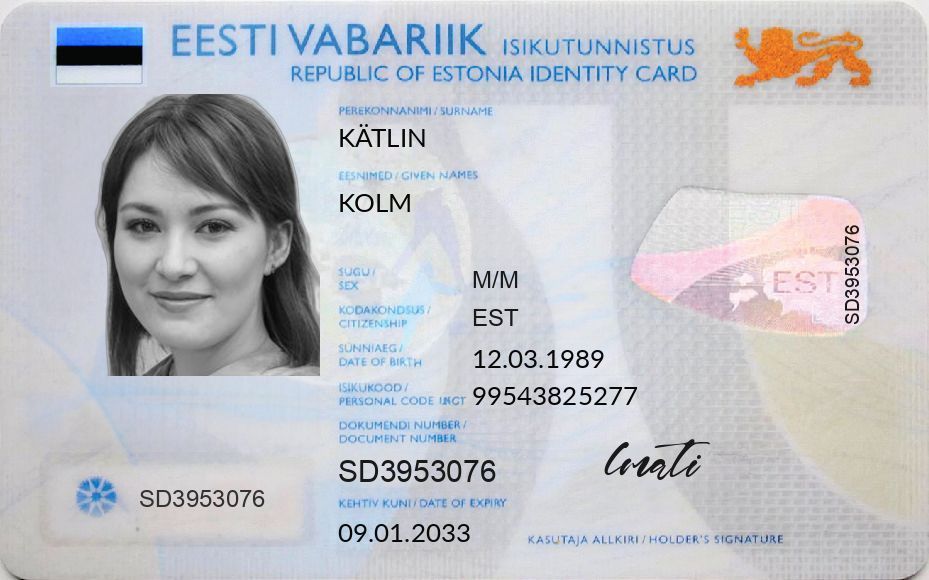 EESTI VABARIIK ISIKUTUNNISTUS
REPUBLIC OF ESTONIA IDENTITY CARD
PEREKONNANIMI / SURNAME
KÄTLIN
EESNIMED / GIVEN NAMES
KOLM
SUGU / SEX
M/M
KODAKONDSUS / CITIZENSHIP
EST
SÜNNIAEG / DATE OF BIRTH
12.03.1989
ISIKUKOOD / PERSONAL CODE
99543825277
DOKUMENDI NUMBER / DOCUMENT NUMBER
SD3953076
KEHTIV KUNI / DATE OF EXPIRY
09.01.2033
SD3953076
EST
SD3953076
KASUTAJA ALLKIRI / HOLDER'S SIGNATURE